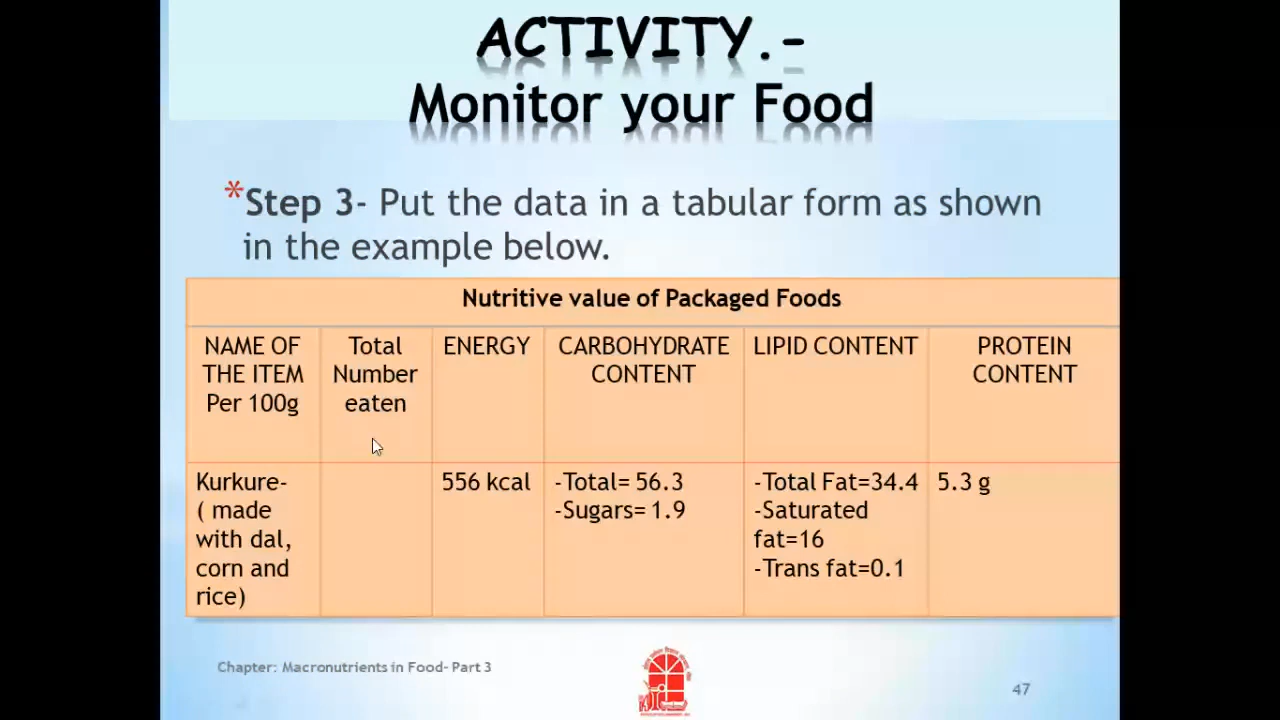 ACTIVITY.-
Monitor your Food
*Step 3- Put the data in a tabular form as shown
in the example below.
Nutritive value of Packaged Foods
NAME OF
THE ITEM
Per 100g
Total
Number
eaten
ENERGY
CARBOHYDRATE
CONTENT
LIPID CONTENT
PROTEIN
CONTENT
Kurkure-
( made
with dal,
corn and
rice)
556 kcal
-Total= 56.3
-Sugars= 1.9
-Total Fat=34.4
-Saturated
fat=16
-Trans fat=0.1
5.3 g
Chapter: Macronutrients in Food- Part 3
47